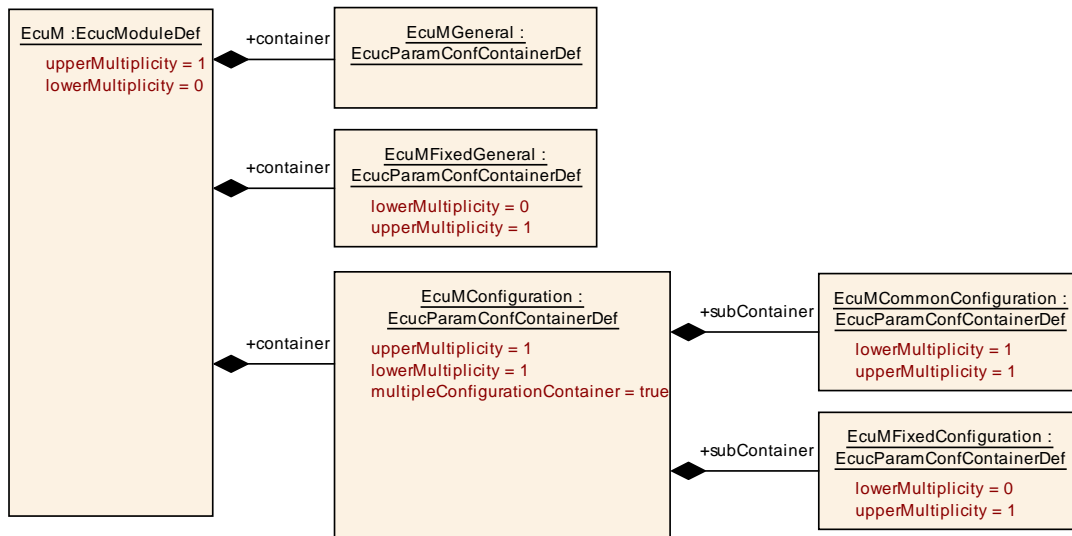 EcuM :EcucModuleDef
upperMultiplicity = 1
lowerMultiplicity = 0
+container
EcuMGeneral :
EcucParamConfContainerDef
+container
EcuMFixedGeneral :
EcucParamConfContainerDef
lowerMultiplicity = 0
upperMultiplicity = 1
+container
EcuMConfiguration :
EcucParamConfContainerDef
upperMultiplicity = 1
lowerMultiplicity = 1
multipleConfigurationContainer = true
+subContainer
EcuMCommonConfiguration :
EcucParamConfContainerDef
lowerMultiplicity = 1
upperMultiplicity = 1
+subContainer
EcuMFixedConfiguration :
EcucParamConfContainerDef
lowerMultiplicity = 0
upperMultiplicity = 1